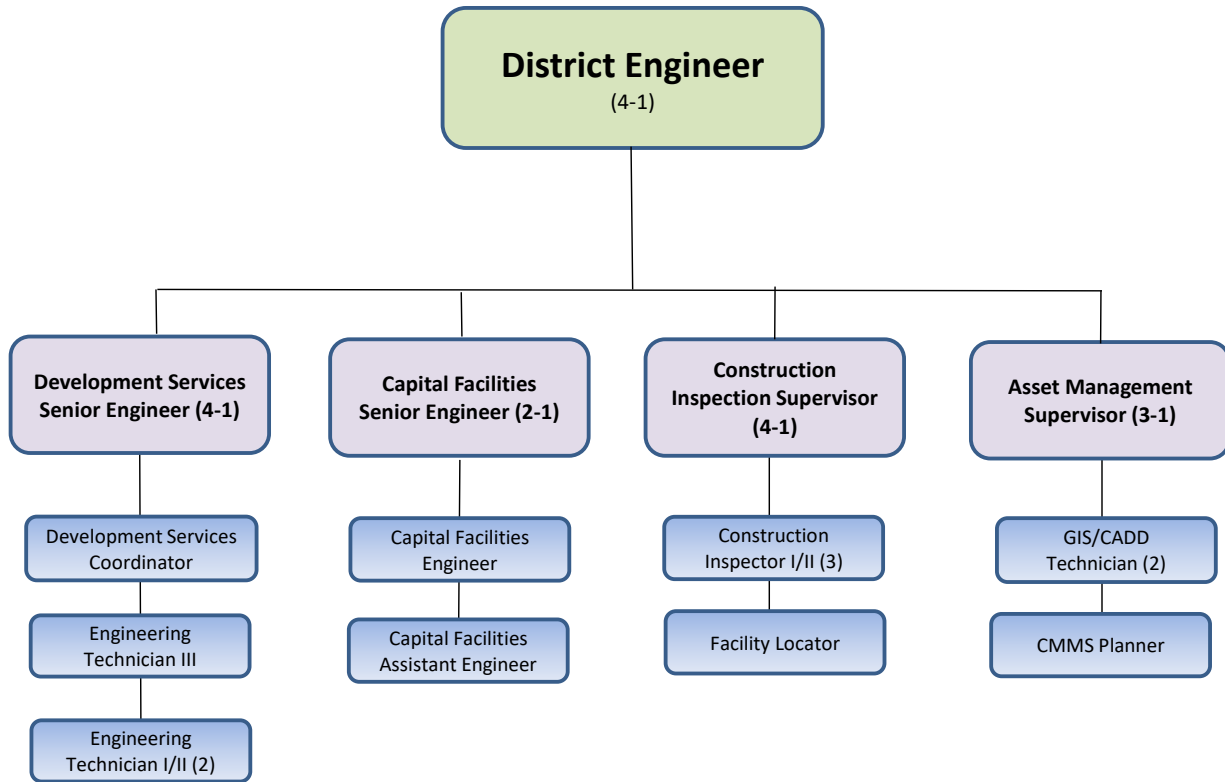 District Engineer
(4-1)
Development Services
Senior Engineer (4-1)
Capital Facilities
Senior Engineer (2-1)
Construction
Inspection Supervisor
(4-1)
Asset Management
Supervisor (3-1)
Development Services
Coordinator
Capital Facilities
Engineer
Construction
Inspector I/II (3)
GIS/CADD
Technician (2)
Engineering
Technician III
Capital Facilities
Assistant Engineer
Facility Locator
CMMS Planner
Engineering
Technician I/II (2)